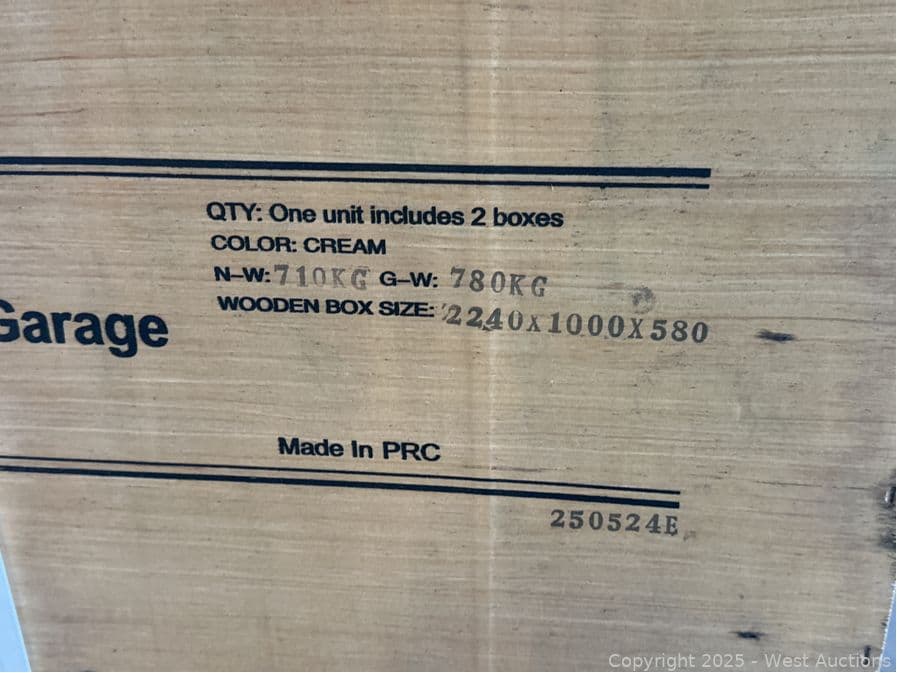 QTY: One unit includes 2 boxes
COLOR: CREAM
N-W: 710KG G-W: 780KG
WOODEN BOX SIZE: 2240X1000X580
Garage
Made In PRC
250524E
Copyright 2025 - West Auctions